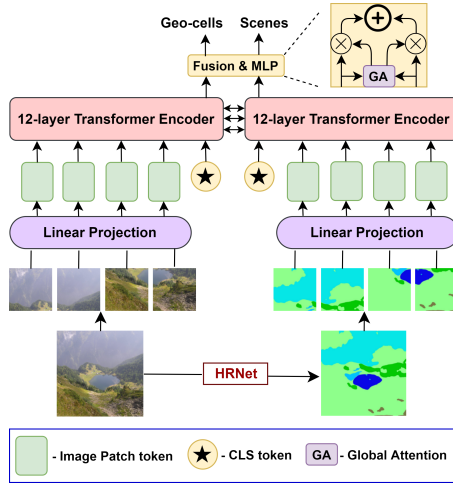 Geo-cells
Scenes
Fusion & MLP
GA
12-layer Transformer Encoder
12-layer Transformer Encoder
Linear Projection
Linear Projection
HRNet
- Image Patch token
- CLS token
GA
- Global Attention